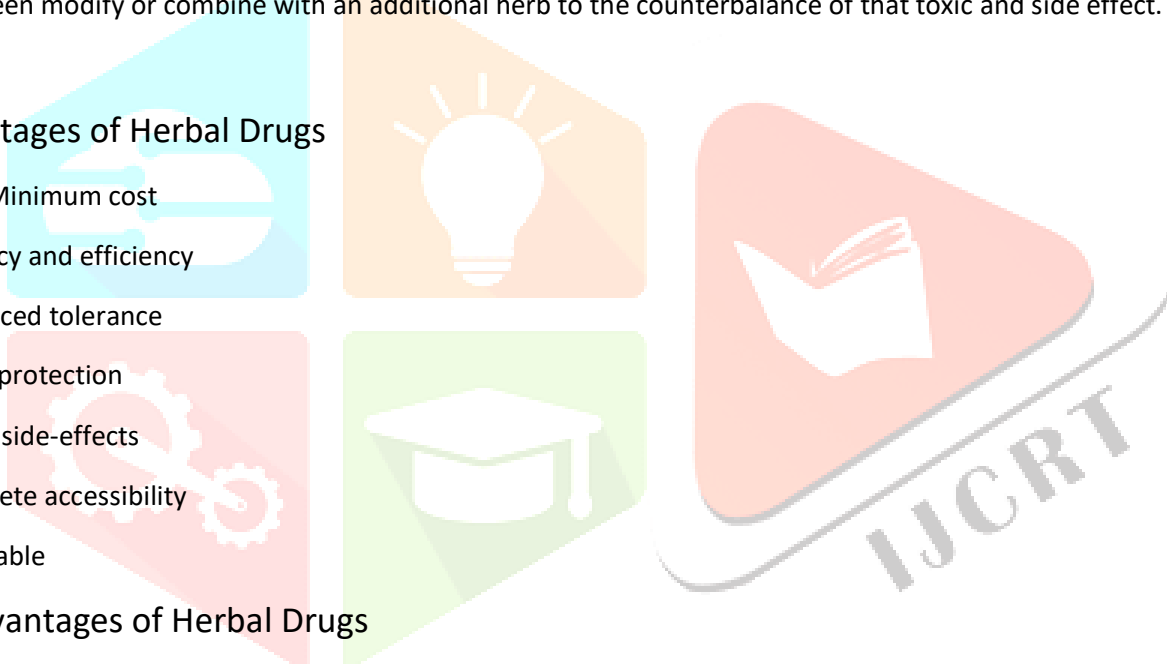 een modify or combine with an additional herb to the counterbalance of that toxic and side effect.
tages of Herbal Drugs
Minimum cost
cy and efficiency
ced tolerance
protection
side-effects
ete accessibility
able
vantages of Herbal Drugs
IJCRT